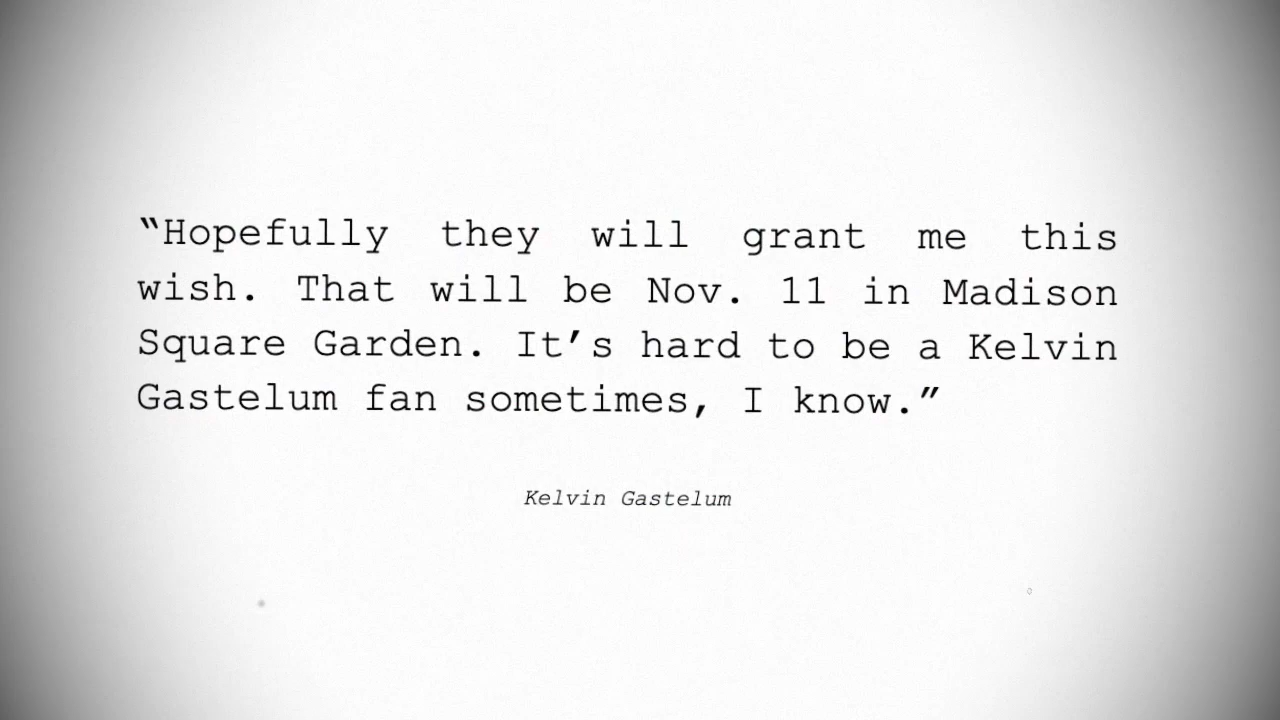 “Hopefully they will grant me this
wish. That will be Nov. 11 in Madison
Square Garden. It’s hard to be a Kelvin
Gastelum fan sometimes, I know.”
Kelvin Gastelum